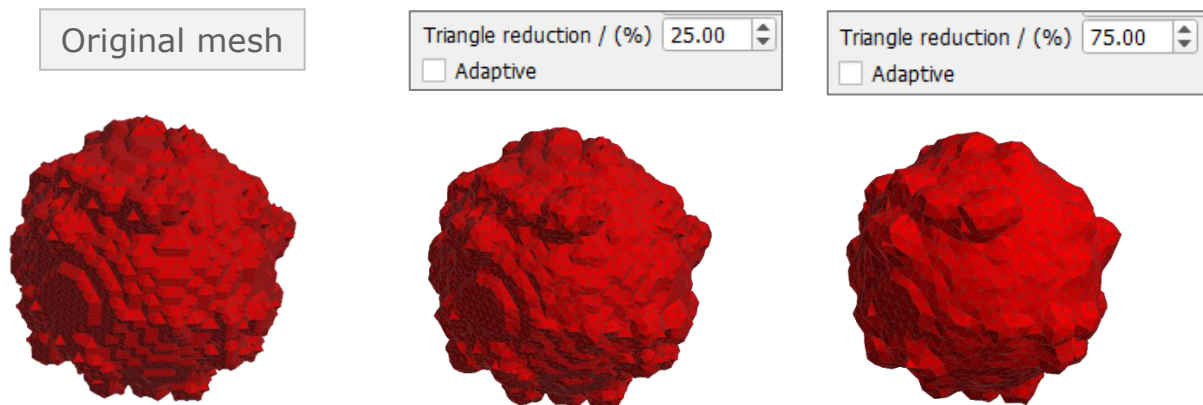 Original mesh
Triangle reduction / (%) 25.00
Adaptive
Triangle reduction / (%) 75.00
Adaptive